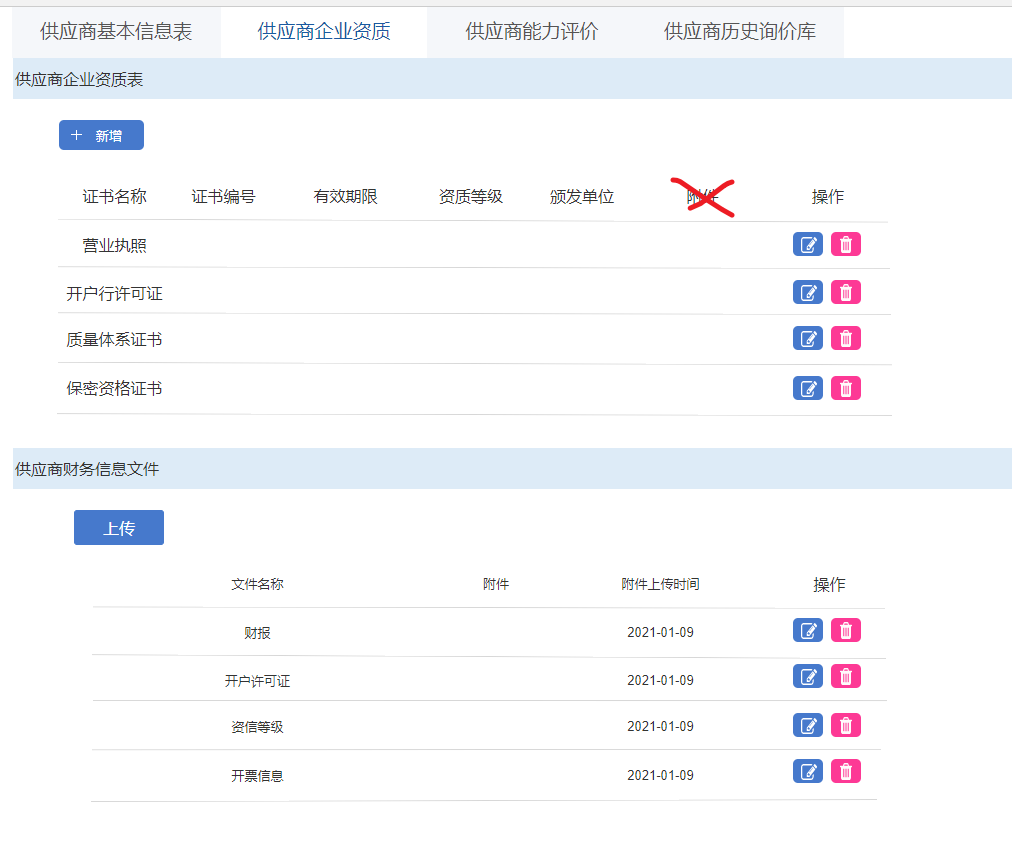 供应商基本信息表 供应商企业资质 供应商能力评价 供应商历史询价库
供应商企业资质表
新增
证书名称 证书编号 有效期限 资质等级 颁发单位 附件 操作
营业执照
开户行许可证
质量体系证书
保密资格证书
供应商财务信息文件
上传
文件名称 附件 附件上传时间 操作
财报 2021-01-09
开户许可证 2021-01-09
资信等级 2021-01-09
开票信息 2021-01-09